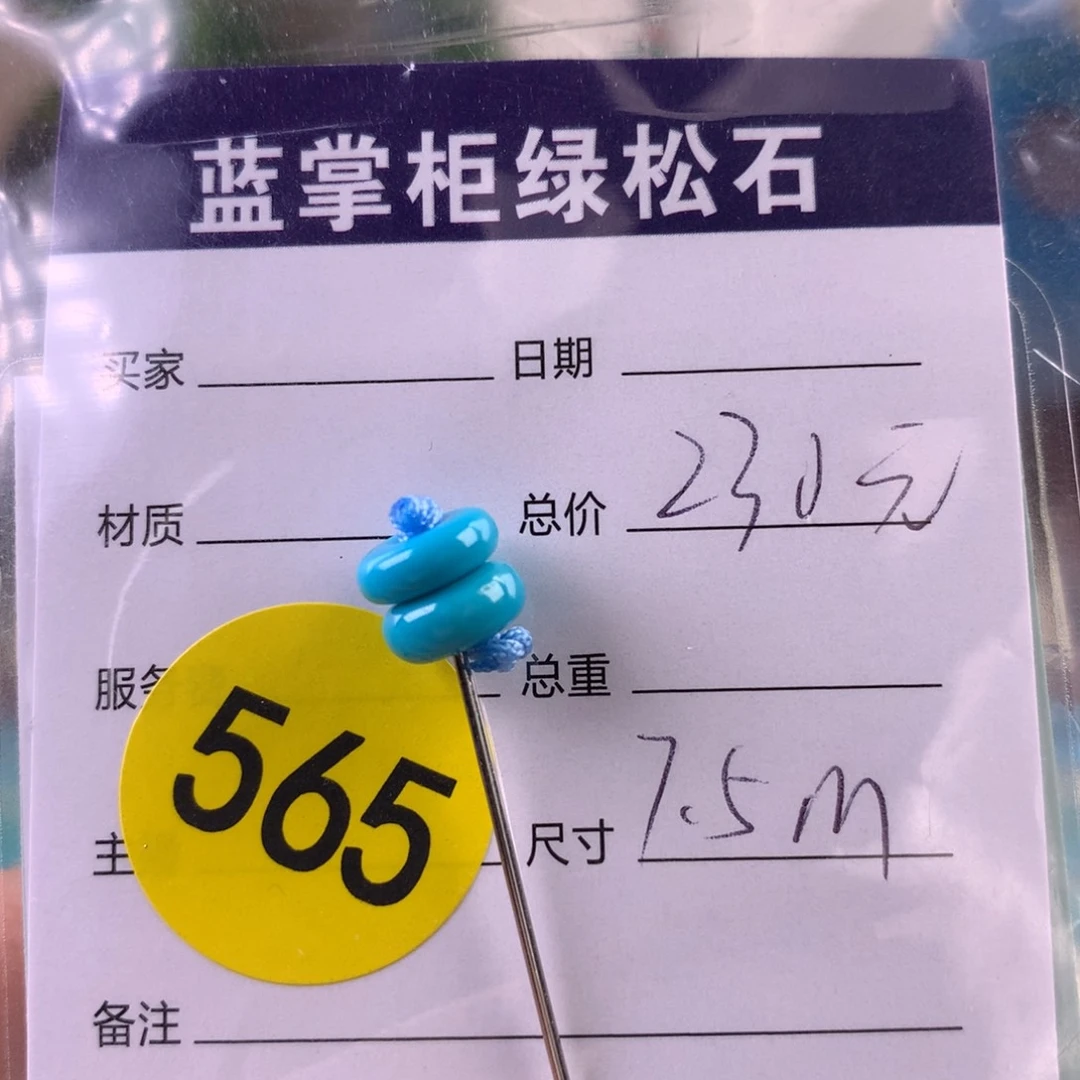 蓝掌柜绿松石
买家 日期
材质 总价 230元
服务 总重
565
主 尺寸 7.5m
备注